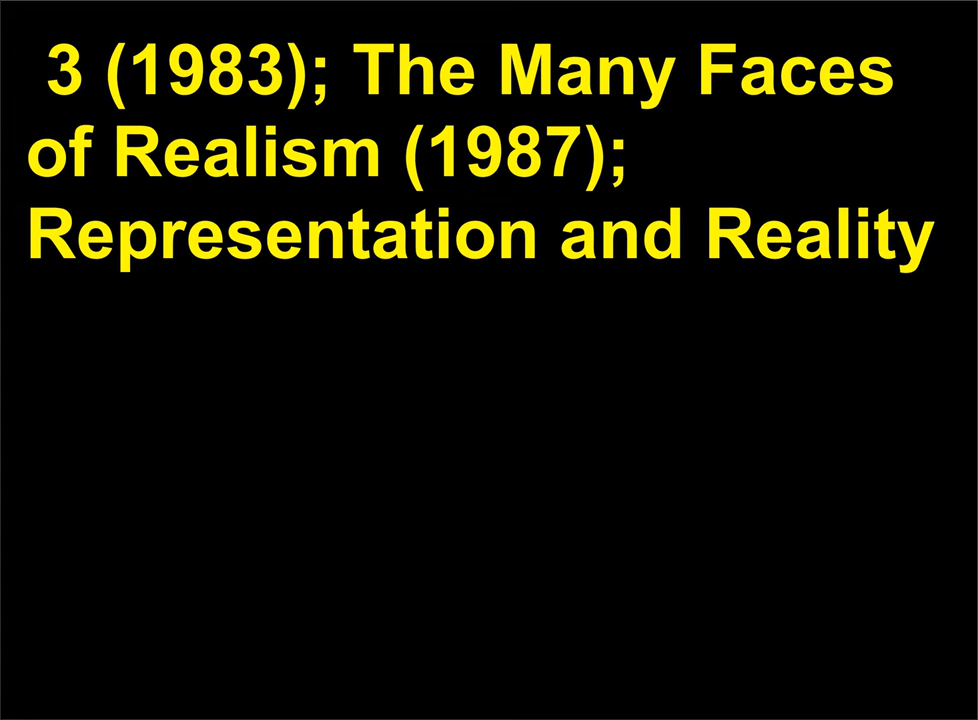 3 (1983); The Many Faces
of Realism (1987);
Representation and Reality